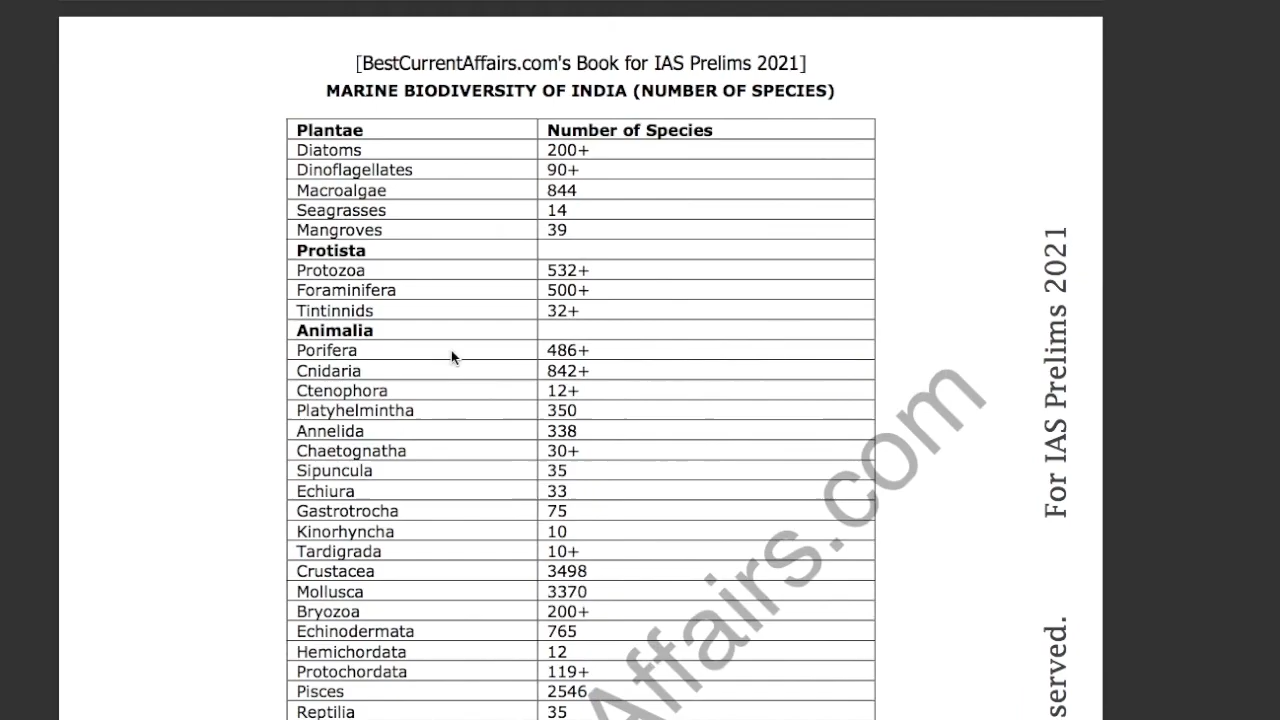 [BestCurrentAffairs.com's Book for IAS Prelims 2021]
MARINE BIODIVERSITY OF INDIA (NUMBER OF SPECIES)
Plantae Number of Species
Diatoms 200+
Dinoflagellates 90+
Macroalgae 844
Seagrasses 14
Mangroves 39
Protista
Protozoa 532+
Foraminifera 500+
Tintinnids 32+
Animalia
Porifera 486+
Cnidaria 842+
Ctenophora 12+
Platyhelmintha 350
Annelida 338
Chaetognatha 30+
Sipuncula 35
Echiura 33
Gastrotrocha 75
Kinorhyncha 10
Tardigrada 10+
Crustacea 3498
Mollusca 3370
Bryozoa 200+
Echinodermata 765
Hemichordata 12
Protochordata 119+
Pisces 2546
Reptilia 35
Affairs.com
For IAS Prelims 2021
served.